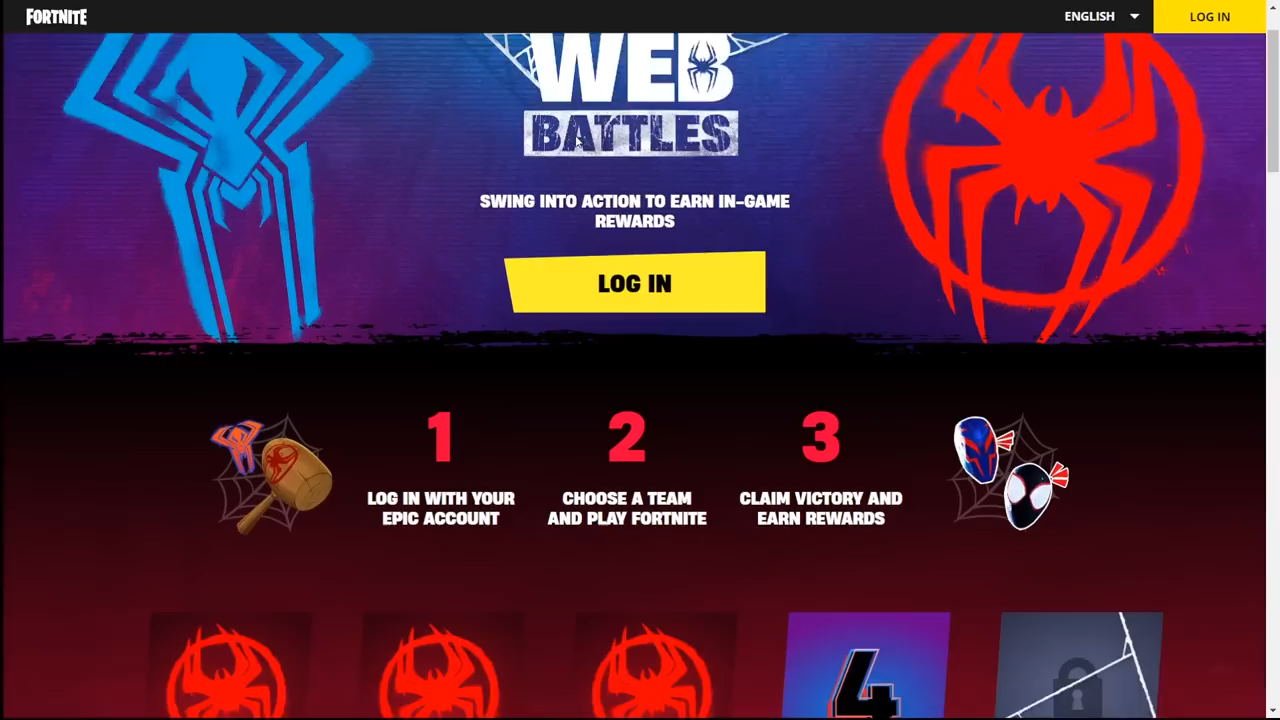 FORTNITE
ENGLISH
LOG IN
WEB
BATTLES
SWING INTO ACTION TO EARN IN-GAME
REWARDS
LOG IN
1
2
3
LOG IN WITH YOUR
EPIC ACCOUNT
CHOOSE A TEAM
AND PLAY FORTNITE
CLAIM VICTORY AND
EARN REWARDS
4